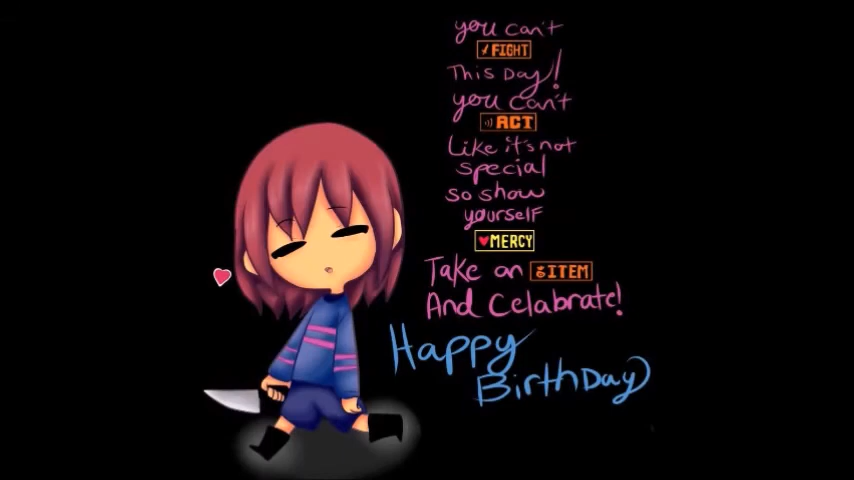 you can't
FIGHT
This Day!
you can't
ACT
Like it's not
special
so show
yourself
MERCY
Take an ITEM
And Celabrate!
Happy
BirthDay